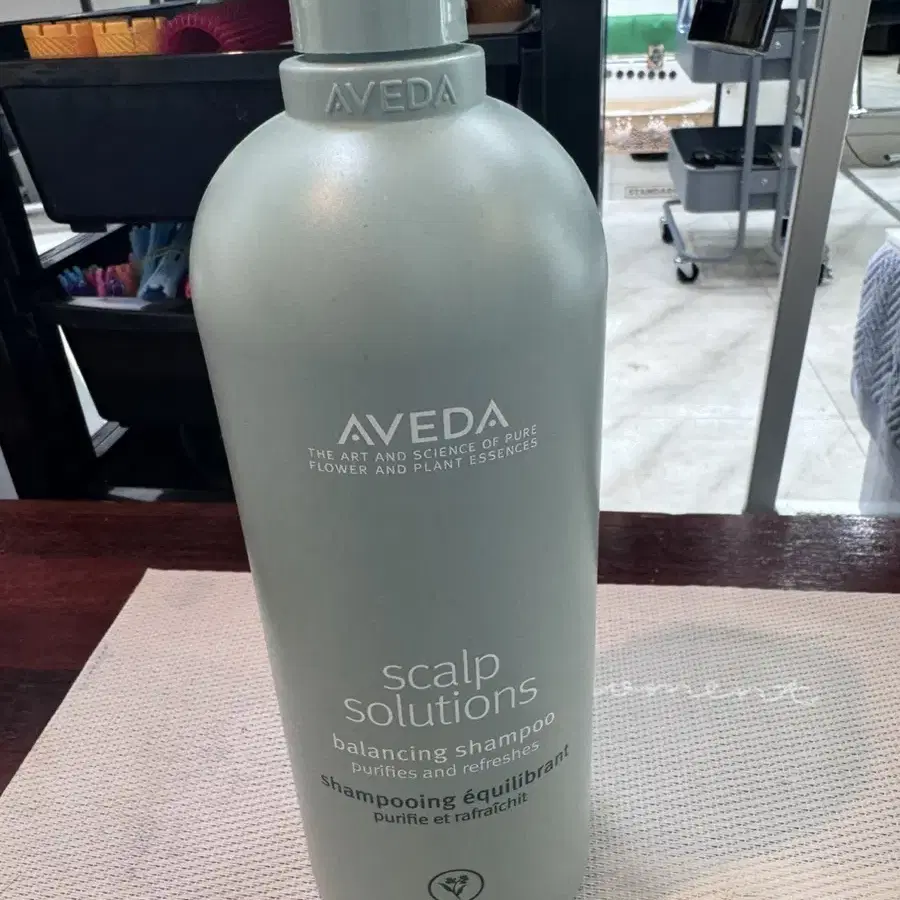 AVEDA
STANDARD
AVEDA
THE ART AND SCIENCE OF PURE
FLOWER AND PLANT ESSENCES
scalp
solutions
balancing shampoo
purifies and refreshes
shampooing équilibrant
purifie et rafraîchit